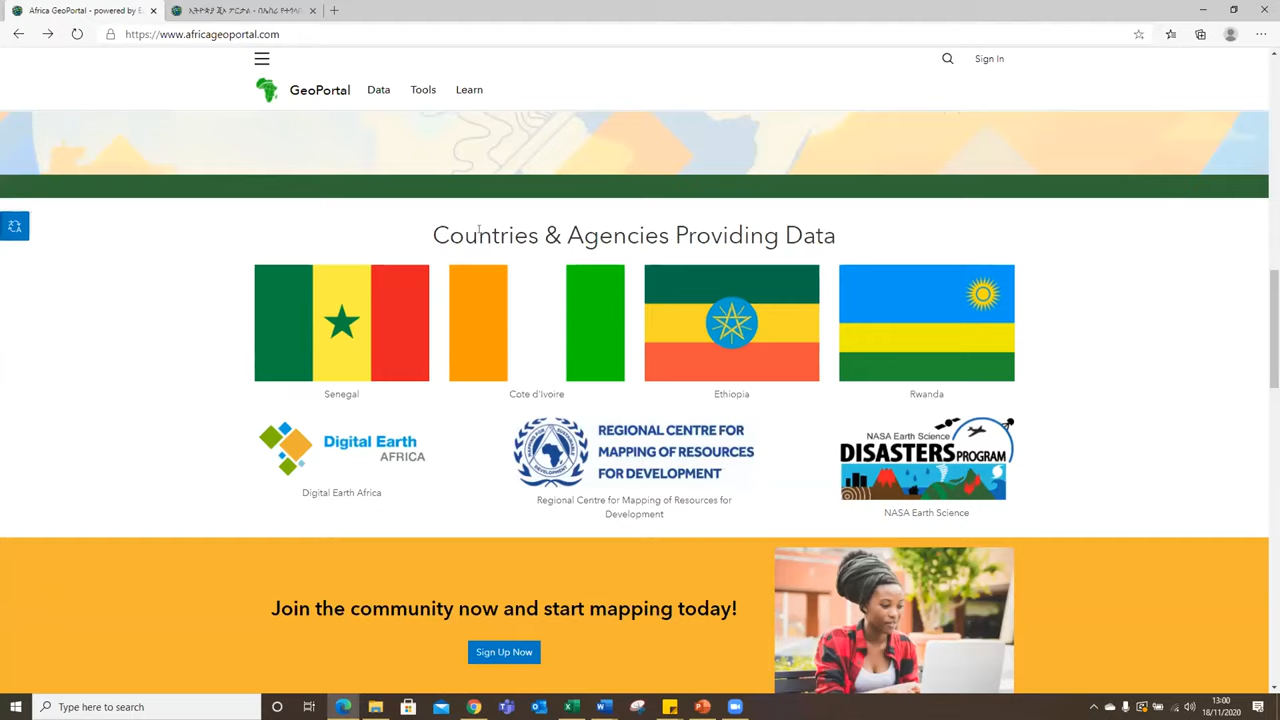 Africa GeoPortal - powered by E
https://www.africageoportal.com
Sign In
GeoPortal
Data
Tools
Learn
Countries & Agencies Providing Data
Senegal
Cote d'Ivoire
Ethiopia
Rwanda
Digital Earth
AFRICA
Digital Earth Africa
REGIONAL CENTRE FOR
MAPPING OF RESOURCES
FOR DEVELOPMENT
Regional Centre for Mapping of Resources for
Development
NASA Earth Science
DISASTERS PROGRAM
NASA Earth Science
Join the community now and start mapping today!
Sign Up Now
Type here to search
13:00
18/11/2020